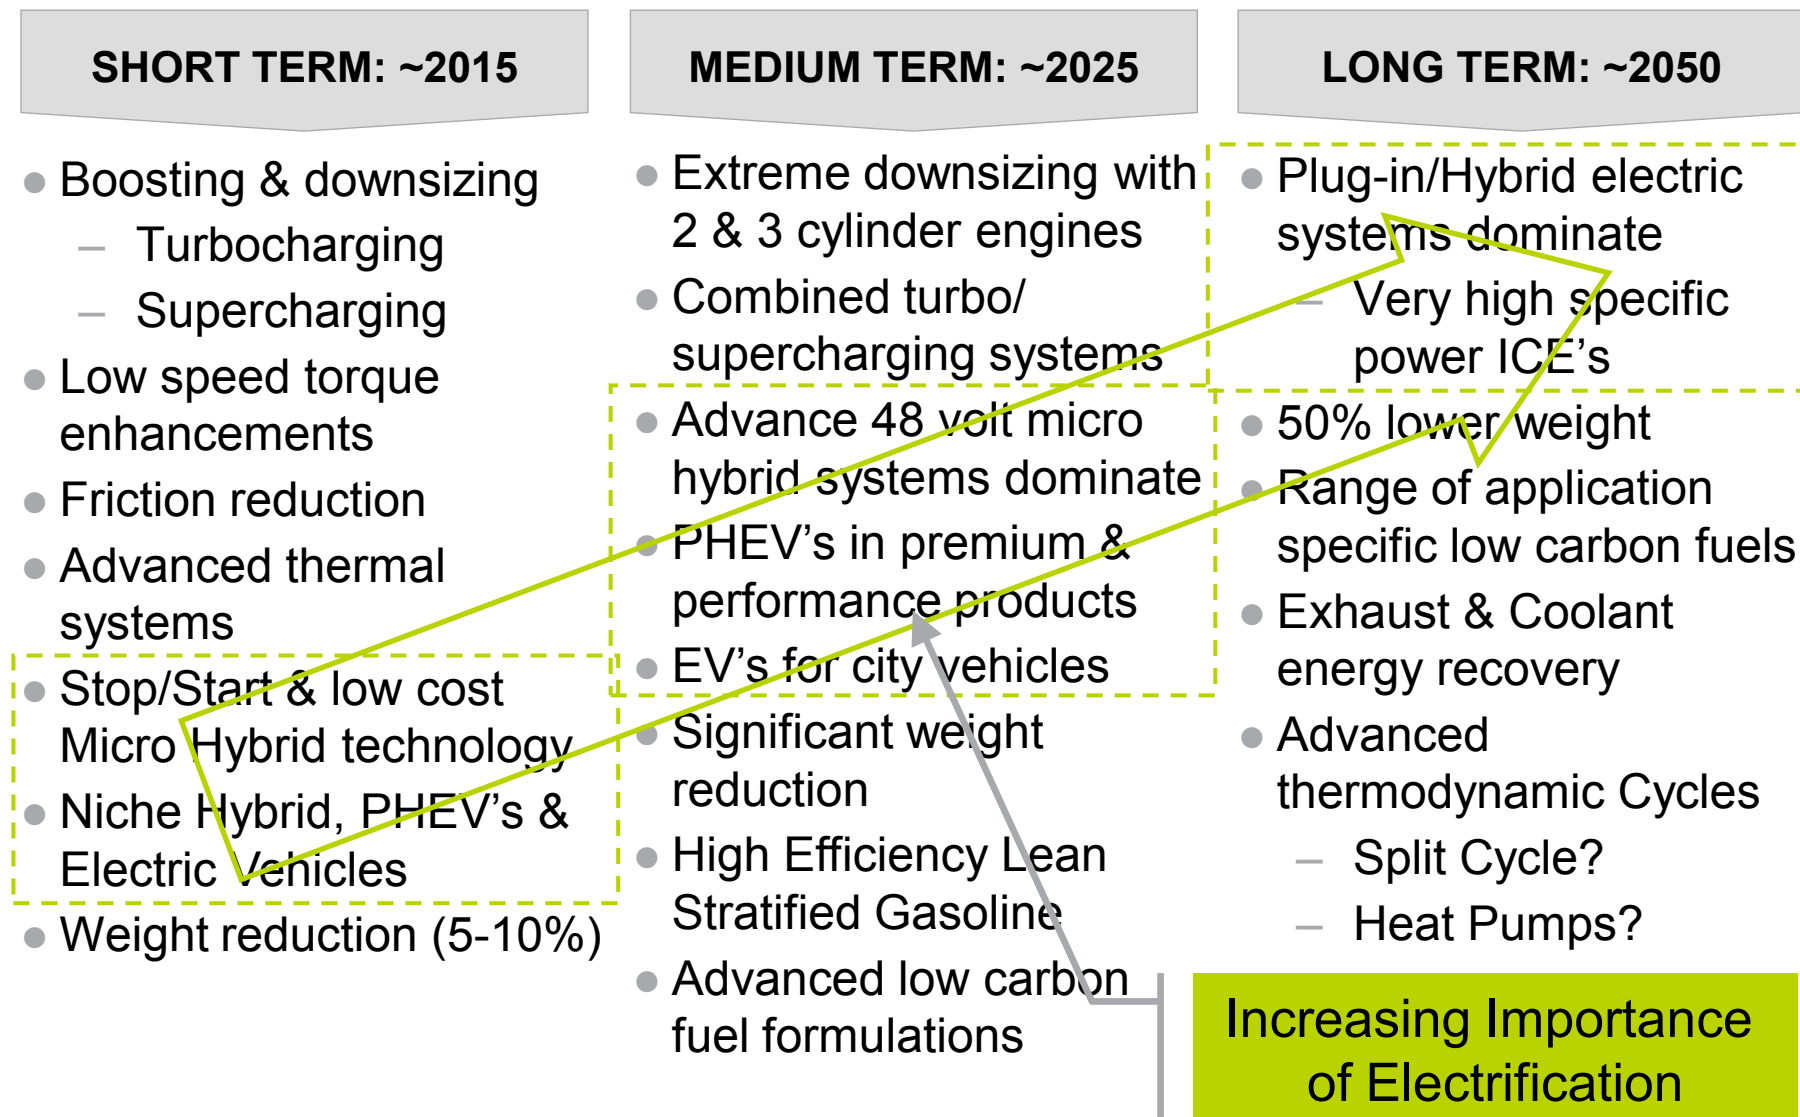 SHORT TERM: ~2015
● Boosting & downsizing
– Turbocharging
– Supercharging
● Low speed torque
enhancements
● Friction reduction
● Advanced thermal
systems
● Stop/Start & low cost
Micro Hybrid technology
● Niche Hybrid, PHEV's &
Electric Vehicles
● Weight reduction (5-10%)
MEDIUM TERM: ~2025
● Extreme downsizing with
2 & 3 cylinder engines
● Combined turbo/
supercharging systems
● Advance 48 volt micro
hybrid systems dominate
● PHEV's in premium &
performance products
● EV's for city vehicles
● Significant weight
reduction
● High Efficiency Lean
Stratified Gasoline
● Advanced low carbon
fuel formulations
LONG TERM: ~2050
● Plug-in/Hybrid electric
systems dominate
– Very high specific
power ICE's
● 50% lower weight
● Range of application
specific low carbon fuels
● Exhaust & Coolant
energy recovery
● Advanced
thermodynamic Cycles
– Split Cycle?
– Heat Pumps?
Increasing Importance
of Electrification